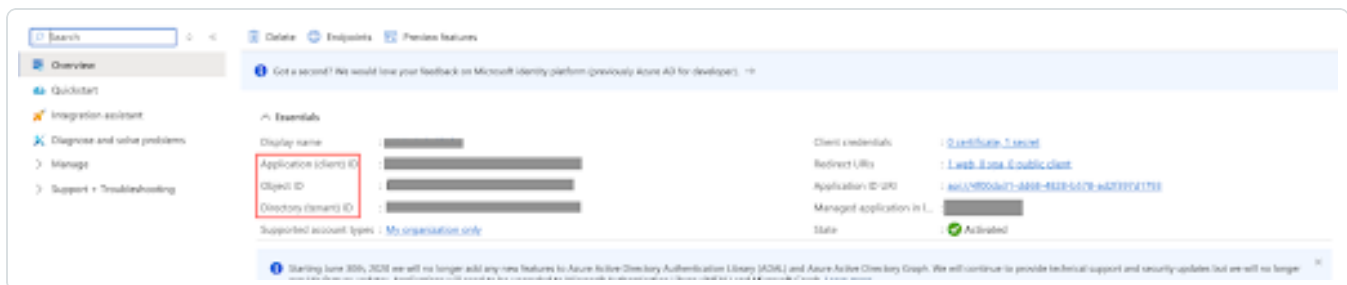 Search
Delete Endpoints Preview features
Overview
Got a second? We would love your feedback on Microsoft identity platform (previously Azure AD for developer). →
Quickstart
Integration assistant
Essentials
Diagnose and solve problems
Display name :
Client credentials : 0 certificate, 1 secret
Manage
Application (client) ID :
Redirect URIs : 1 web, 0 spa, 0 public client
Support + Troubleshooting
Object ID :
Application ID URI :
Directory (tenant) ID :
Managed application in l... :
Supported account types : My organization only
State : Activated
Starting June 30th, 2020 we will no longer add any new features to Azure Active Directory Authentication Library (ADAL) and Azure Active Directory Graph. We will continue to provide technical support and security updates but we will no longer